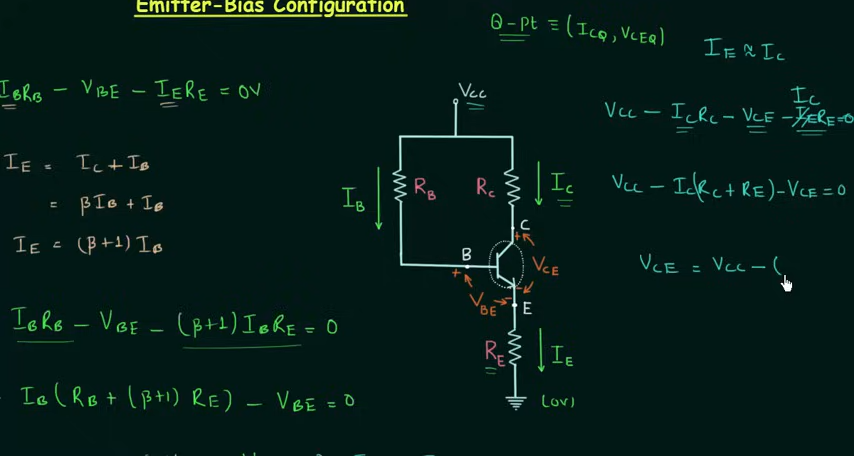 Emitter-Bias Configuration
Q-pt ≡ (ICQ, VCEQ)
IE ≈ IC
IBRB - VBE - IERE = 0V
VCC
IC
VCC - ICRC - VCE - IERE = 0
IE = IC + IB
= βIB + IB
IE = (β+1) IB
IB
RB
RC
IC
VCC - IC(RC + RE) - VCE = 0
C
B
+
VCE
VCE = VCC - (
+
VBE
-
-
E
IBRB - VBE - (β+1) IBRE = 0
RE
IE
IB (RB + (β+1) RE) - VBE = 0
(0V)